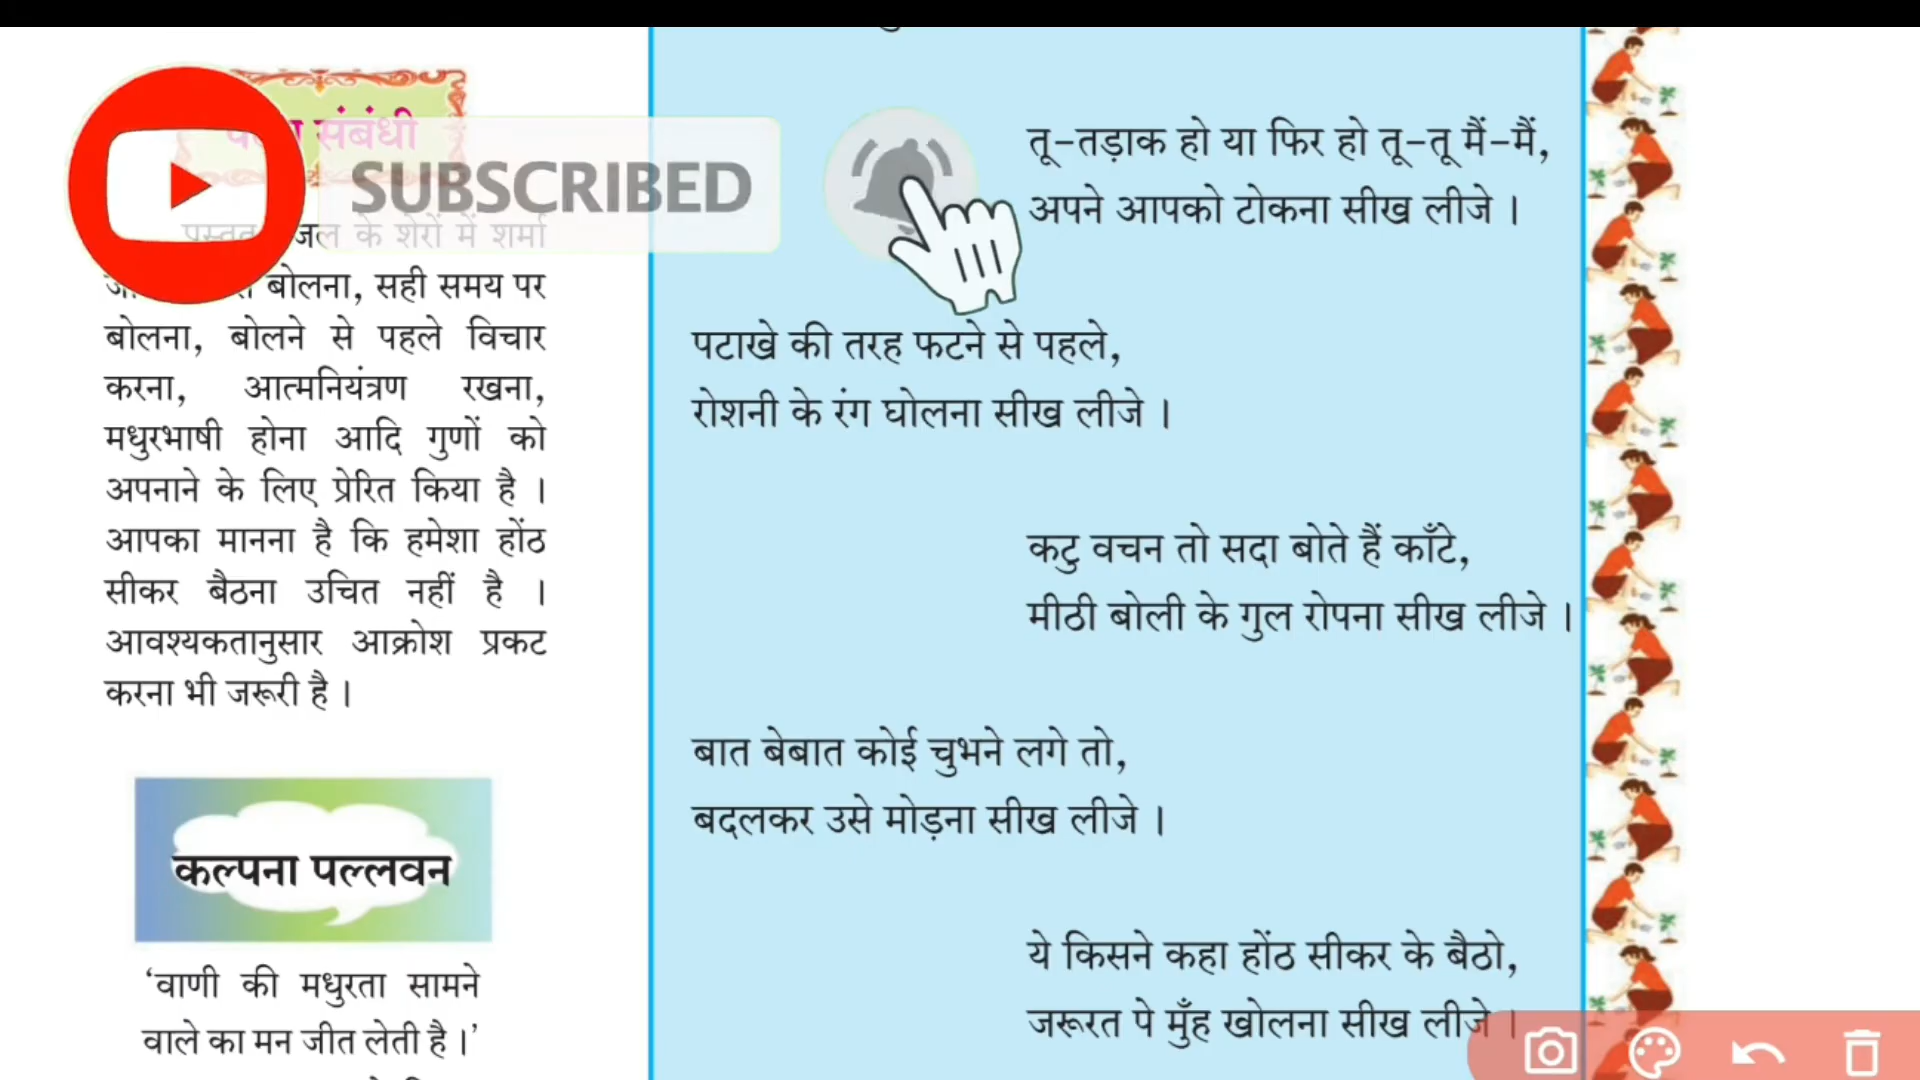 संबंधी
SUBSCRIBED
के शेरों में शर्मा
बोलना, सही समय पर
बोलना, बोलने से पहले विचार
करना, आत्मनियंत्रण रखना,
मधुरभाषी होना आदि गुणों को
अपनाने के लिए प्रेरित किया है ।
आपका मानना है कि हमेशा होंठ
सीकर बैठना उचित नहीं है ।
आवश्यकतानुसार आक्रोश प्रकट
करना भी जरूरी है ।
कल्पना पल्लवन
‘वाणी की मधुरता सामने
वाले का मन जीत लेती है ।’
तू-तड़ाक हो या फिर हो तू-तू मैं-मैं,
अपने आपको टोकना सीख लीजे ।
पटाखे की तरह फटने से पहले,
रोशनी के रंग घोलना सीख लीजे ।
कटु वचन तो सदा बोते हैं काँटे,
मीठी बोली के गुल रोपना सीख लीजे ।
बात बेबात कोई चुभने लगे तो,
बदलकर उसे मोड़ना सीख लीजे ।
ये किसने कहा होंठ सीकर के बैठो,
जरूरत पे मुँह खोलना सीख लीजे ।